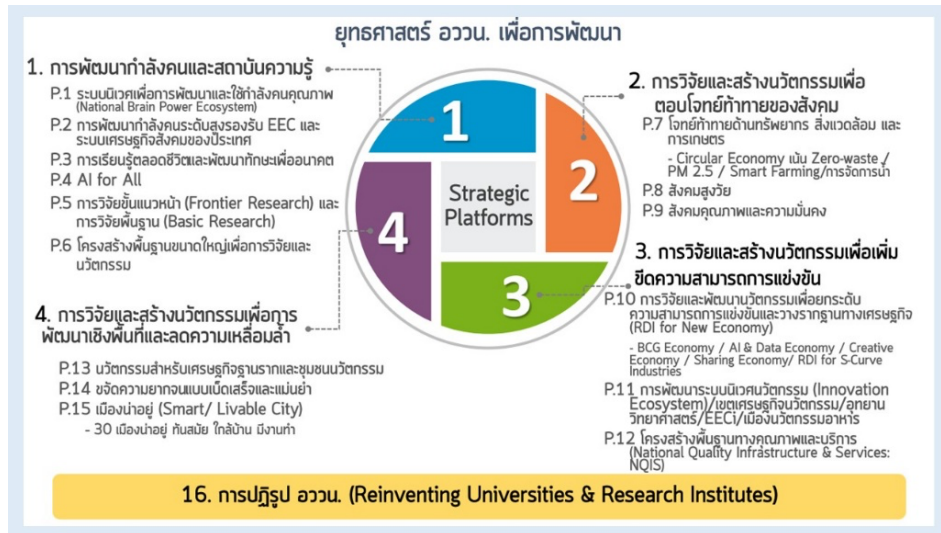 ยุทธศาสตร์ อววน. เพื่อการพัฒนา
1. การพัฒนากำลังคนและสถาบันความรู้
P.1 ระบบนิเวศเพื่อการพัฒนาและใช้กำลังคนคุณภาพ
(National Brain Power Ecosystem)
P.2 การพัฒนากำลังคนระดับสูงรองรับ EEC และ
ระบบเศรษฐกิจสังคมของประเทศ
P.3 การเรียนรู้ตลอดชีวิตและพัฒนาทักษะเพื่ออนาคต
P.4 AI for All
P.5 การวิจัยขั้นแนวหน้า (Frontier Research) และ
การวิจัยพื้นฐาน (Basic Research)
P.6 โครงสร้างพื้นฐานขนาดใหญ่เพื่อการวิจัยและ
นวัตกรรม
1
2
3
4
Strategic
Platforms
2. การวิจัยและสร้างนวัตกรรมเพื่อ
ตอบโจทย์ท้าทายของสังคม
P.7 โจทย์ท้าทายด้านทรัพยากร สิ่งแวดล้อม และ
การเกษตร
- Circular Economy เน้น Zero-waste /
PM 2.5 / Smart Farming/การจัดการน้ำ
P.8 สังคมสูงวัย
P.9 สังคมคุณภาพและความมั่นคง
3. การวิจัยและสร้างนวัตกรรมเพื่อเพิ่ม
ขีดความสามารถการแข่งขัน
P.10 การวิจัยและพัฒนานวัตกรรมเพื่อยกระดับ
ความสามารถการแข่งขันและวางรากฐานทางเศรษฐกิจ
(RDI for New Economy)
- BCG Economy / AI & Data Economy / Creative
Economy / Sharing Economy/ RDI for S-Curve
Industries
P.11 การพัฒนาระบบนิเวศนวัตกรรม (Innovation
Ecosystem)/เขตเศรษฐกิจนวัตกรรม/อุทยาน
วิทยาศาสตร์/EECi/เมืองนวัตกรรมอาหาร
P.12 โครงสร้างพื้นฐานทางคุณภาพและบริการ
(National Quality Infrastructure & Services:
NQIS)
4. การวิจัยและสร้างนวัตกรรมเพื่อการ
พัฒนาเชิงพื้นที่และลดความเหลื่อมล้ำ
P.13 นวัตกรรมสำหรับเศรษฐกิจฐานรากและชุมชนนวัตกรรม
P.14 ขจัดความยากจนแบบเบ็ดเสร็จและแม่นยำ
P.15 เมืองน่าอยู่ (Smart/ Livable City)
- 30 เมืองน่าอยู่ ทันสมัย ใกล้บ้าน มีงานทำ
16. การปฏิรูป อววน. (Reinventing Universities & Research Institutes)